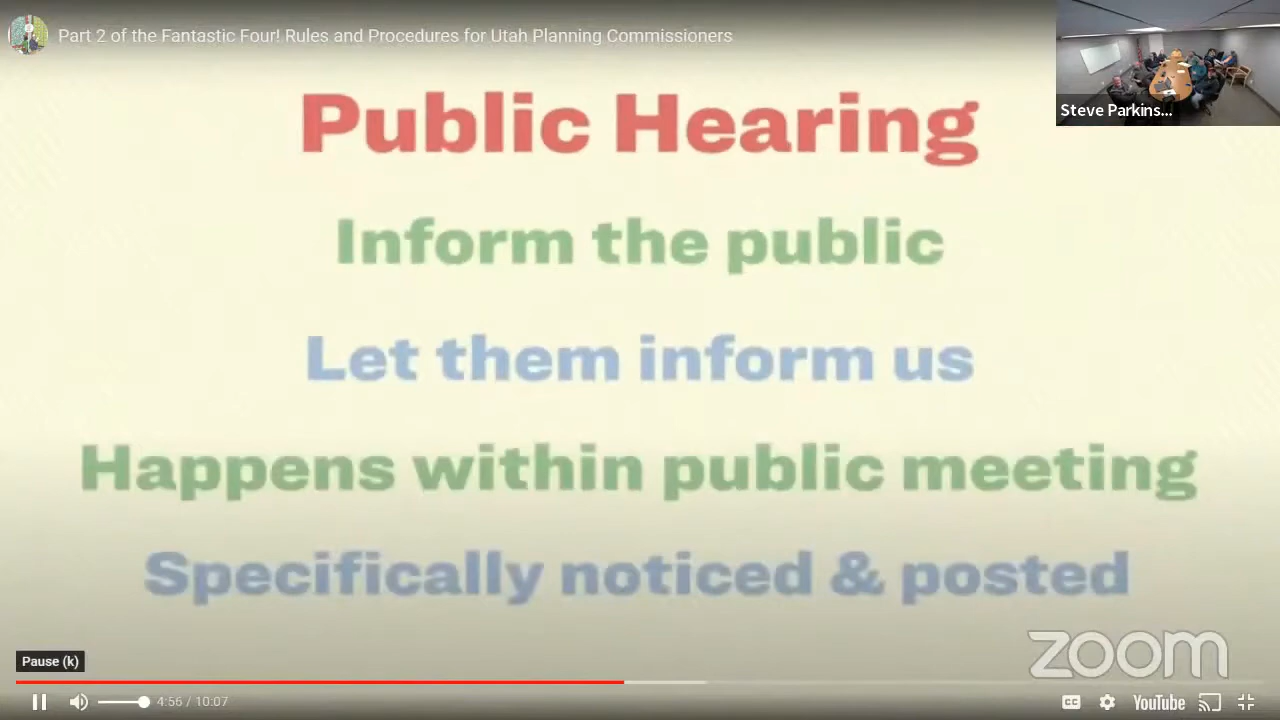 Part 2 of the Fantastic Four! Rules and Procedures for Utah Planning Commissioners
Steve Parkins...
Public Hearing
Inform the public
Let them inform us
Happens within public meeting
Specifically noticed & posted
zoom
Pause (k)
4:56 / 10:07
CC
YouTube